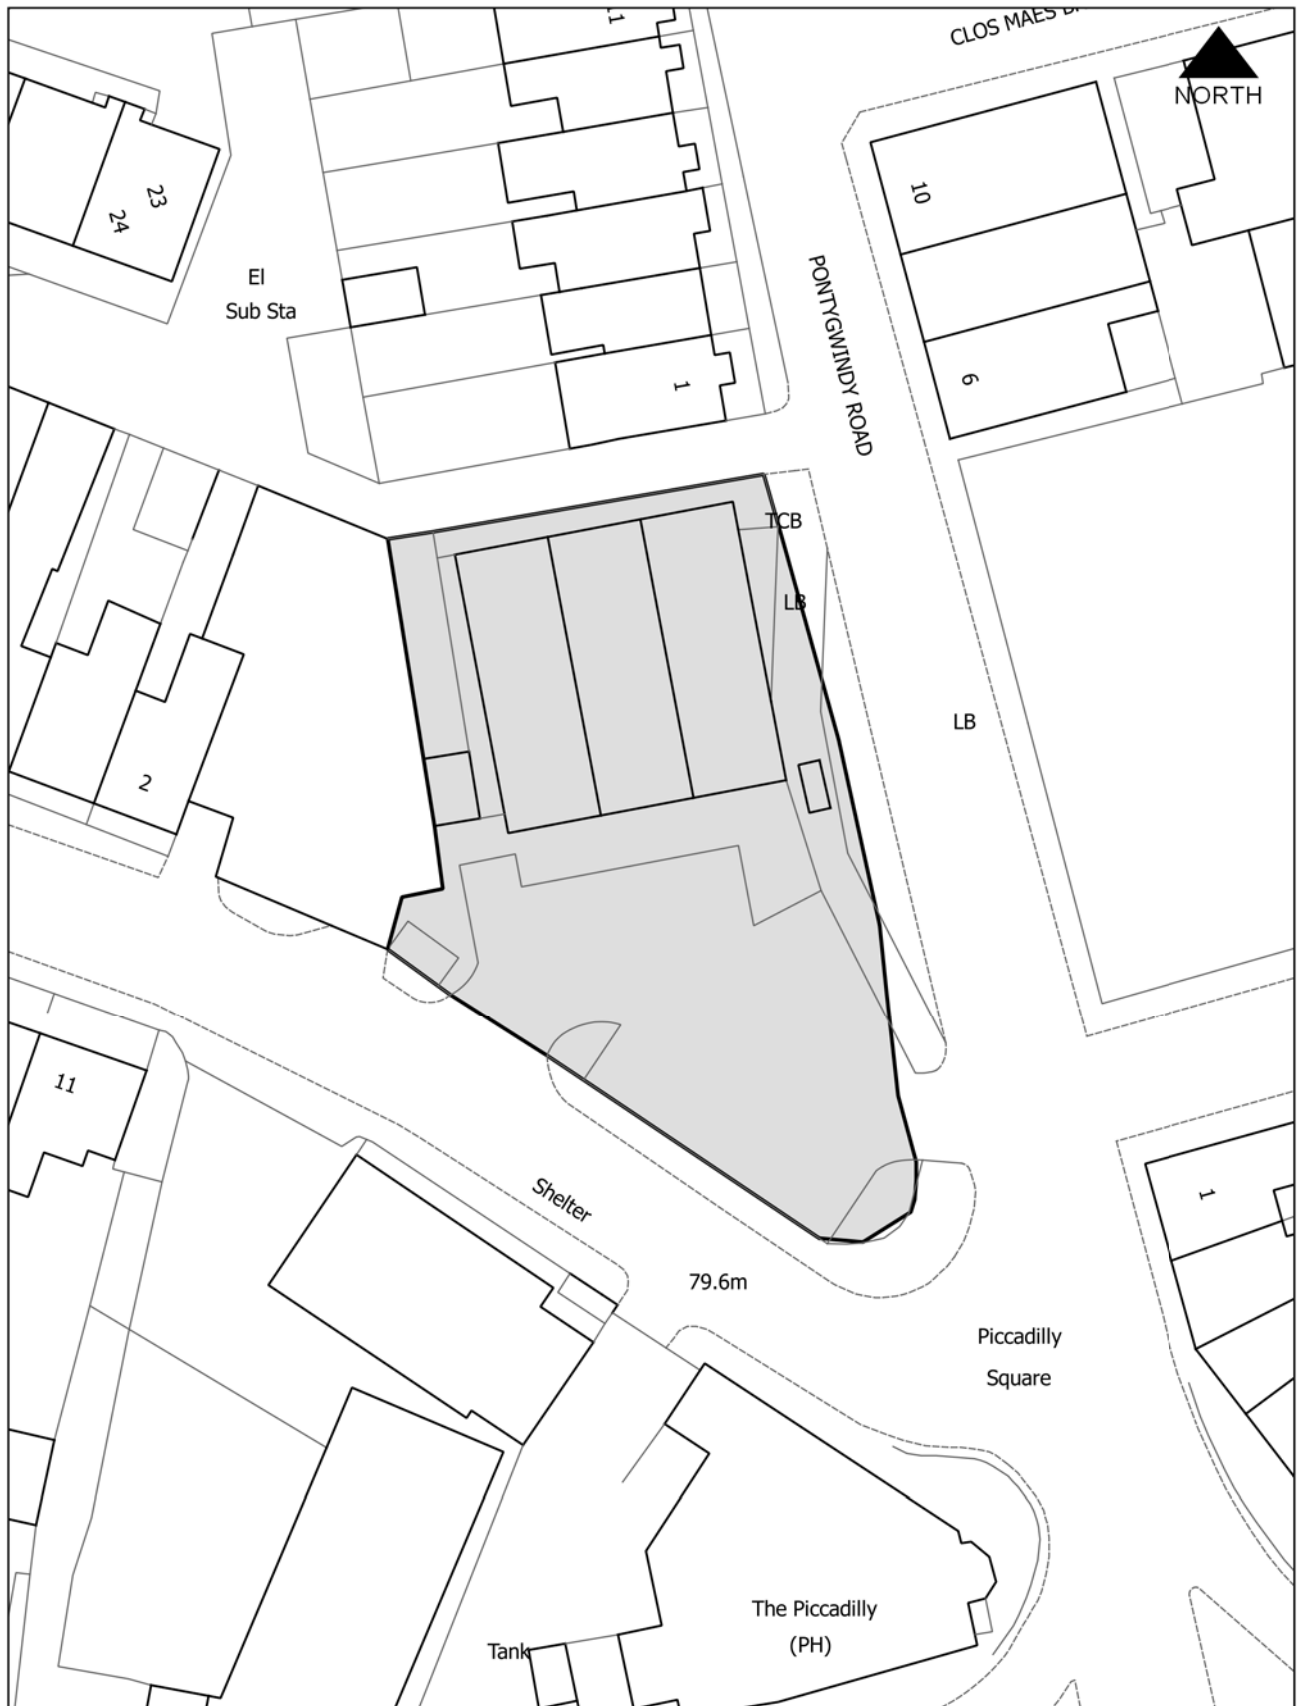 11
CLOS MAES
NORTH
23
24
10
El
Sub Sta
PONTYGWINDY ROAD
6
1
TCB
LB
LB
2
11
Shelter
1
79.6m
Piccadilly
Square
The Piccadilly
(PH)
Tank